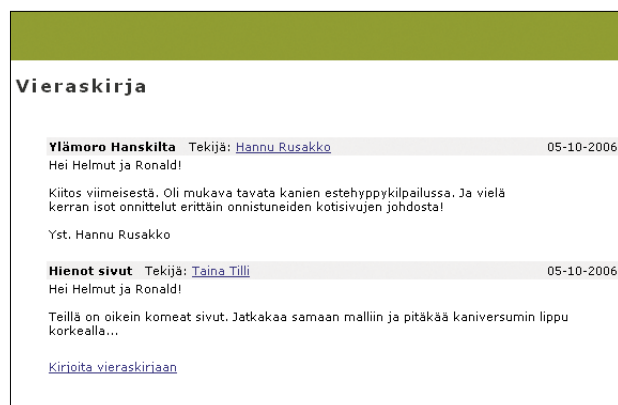 Vieraskirja
Ylämoro Hanskilta Tekijä: Hannu Rusakko 05-10-2006
Hei Helmut ja Ronald!
Kiitos viimeisestä. Oli mukava tavata kanien estehyppykilpailussa. Ja vielä
kerran isot onnittelut erittäin onnistuneiden kotisivujen johdosta!
Yst. Hannu Rusakko
Hienot sivut Tekijä: Taina Tilli 05-10-2006
Hei Helmut ja Ronald!
Teillä on oikein komeat sivut. Jatkakaa samaan malliin ja pitäkää kaniversumin lippu
korkealla...
Kirjoita vieraskirjaan